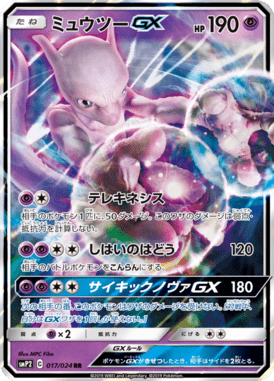 たね ミュウツーGX HP 190
テレキネシス
相手のポケモン1匹に、50ダメージ。このワザのダメージは弱点・
抵抗力を計算しない。
しはいのはどう 120
相手のバトルポケモンをこんらんにする。
サイキックノヴァGX 180
弱点 ×2 抵抗力 にげる
Illus. MPC Film
GXルール
smP2 C 017/024 RR
ポケモンGXがきぜつしたとき、相手はサイドを2枚とる。